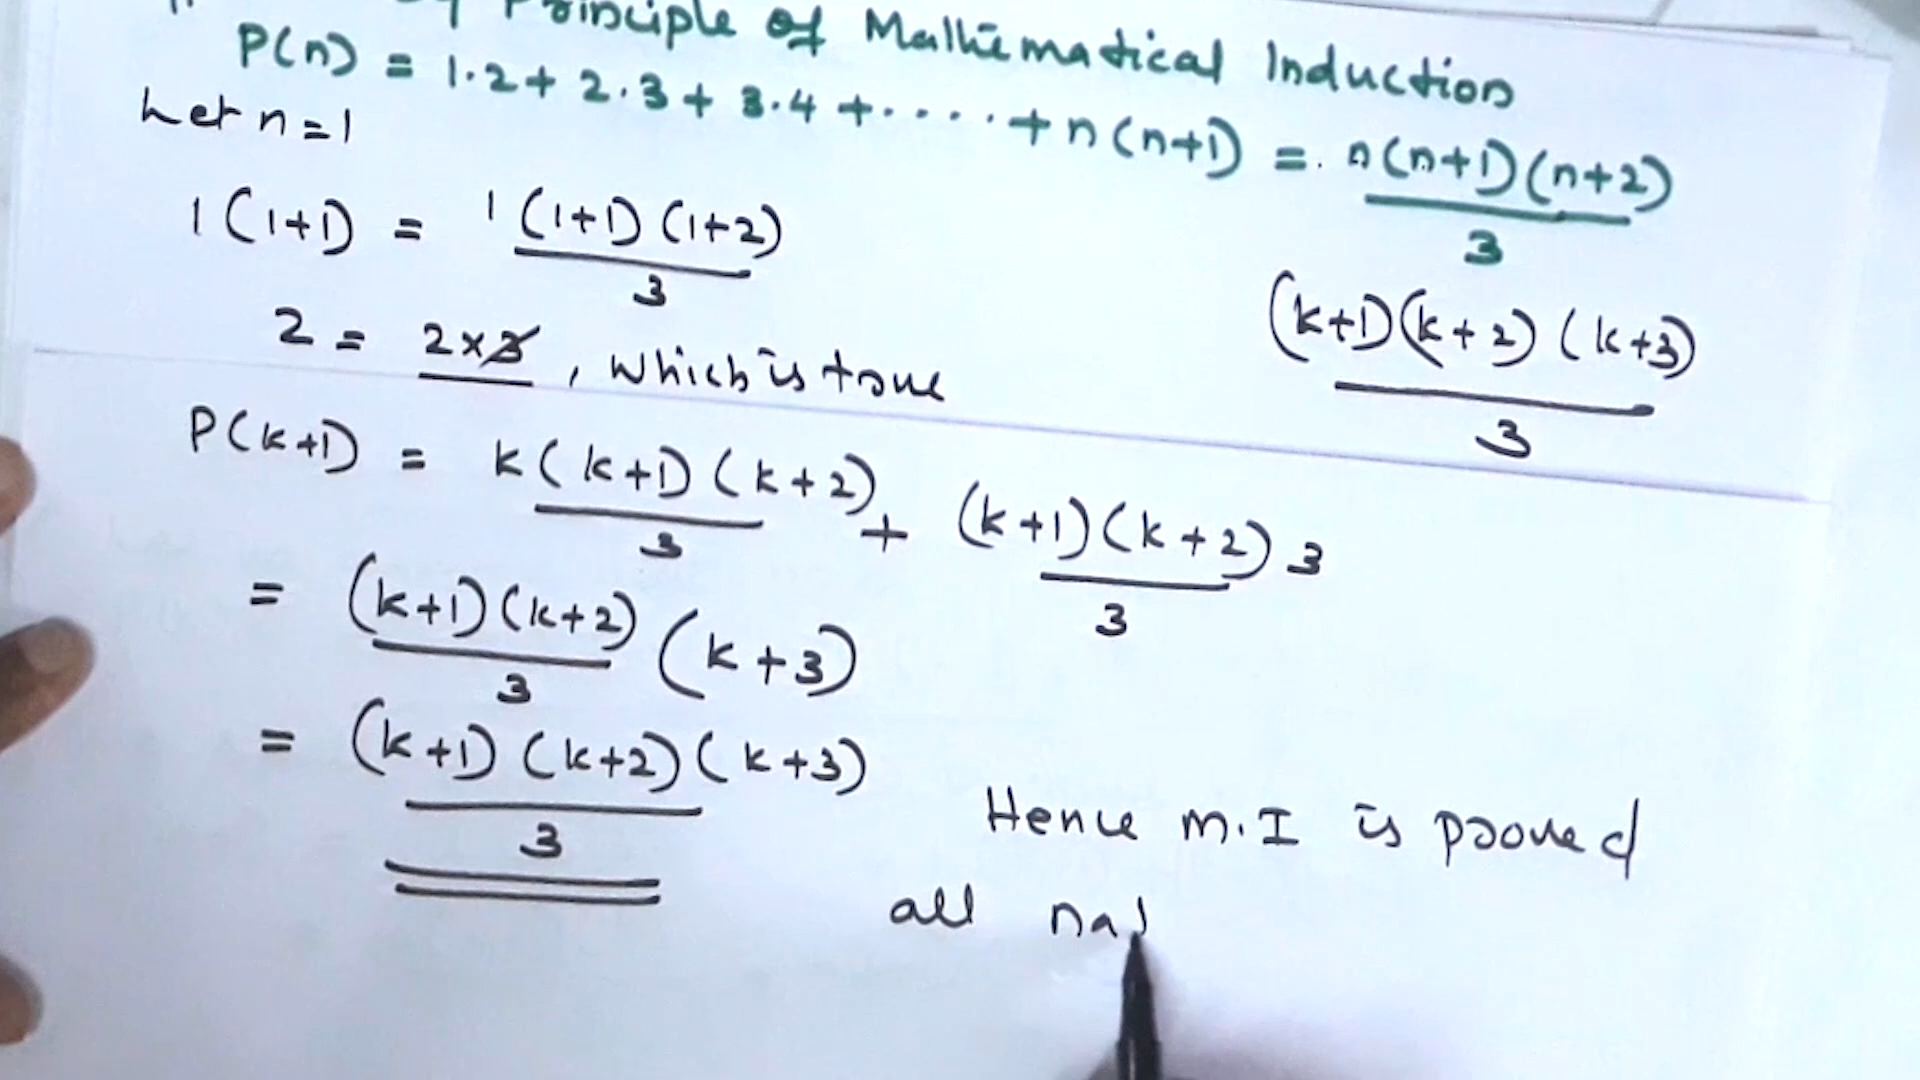 Principle of Mathematical Induction
P(n) = 1.2 + 2.3 + 3.4 + ..... + n(n+1) = n(n+1)(n+2)
3
Let n = 1
1(1+1) = 1(1+1)(1+2)
3
2 = 2×3, which is true
(k+1)(k+2)(k+3)
3
P(k+1) = k(k+1)(k+2) + (k+1)(k+2)3
3 3
= (k+1)(k+2) (k+3)
3
= (k+1)(k+2)(k+3)
3
Hence M.I is proved
all nat